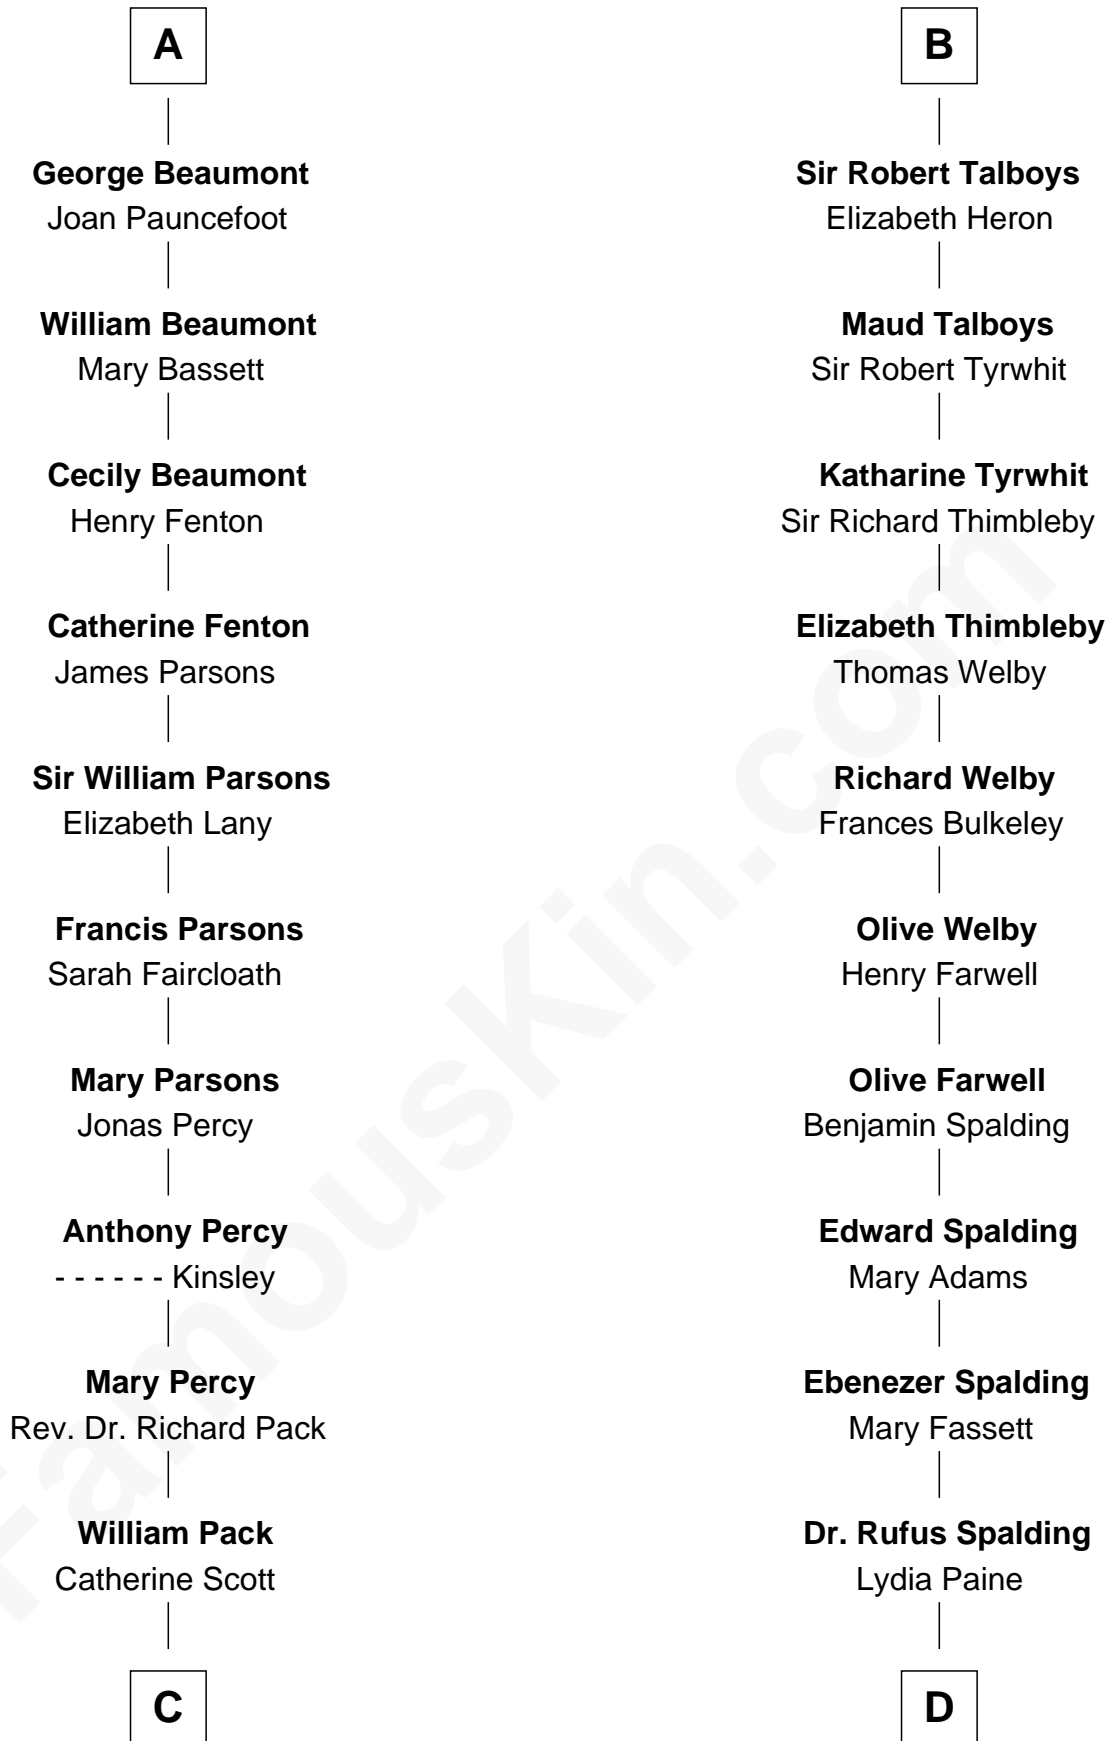 A
George Beaumont
Joan Pauncefoot
William Beaumont
Mary Bassett
Cecily Beaumont
Henry Fenton
Catherine Fenton
James Parsons
Sir William Parsons
Elizabeth Lany
Francis Parsons
Sarah Faircloath
Mary Parsons
Jonas Percy
Anthony Percy
- - - - - - Kinsley
Mary Percy
Rev. Dr. Richard Pack
William Pack
Catherine Scott
C
B
Sir Robert Talboys
Elizabeth Heron
Maud Talboys
Sir Robert Tyrwhit
Katharine Tyrwhit
Sir Richard Thimbleby
Elizabeth Thimbleby
Thomas Welby
Richard Welby
Frances Bulkeley
Olive Welby
Henry Farwell
Olive Farwell
Benjamin Spalding
Edward Spalding
Mary Adams
Ebenezer Spalding
Mary Fassett
Dr. Rufus Spalding
Lydia Paine
D
FamousKin.com